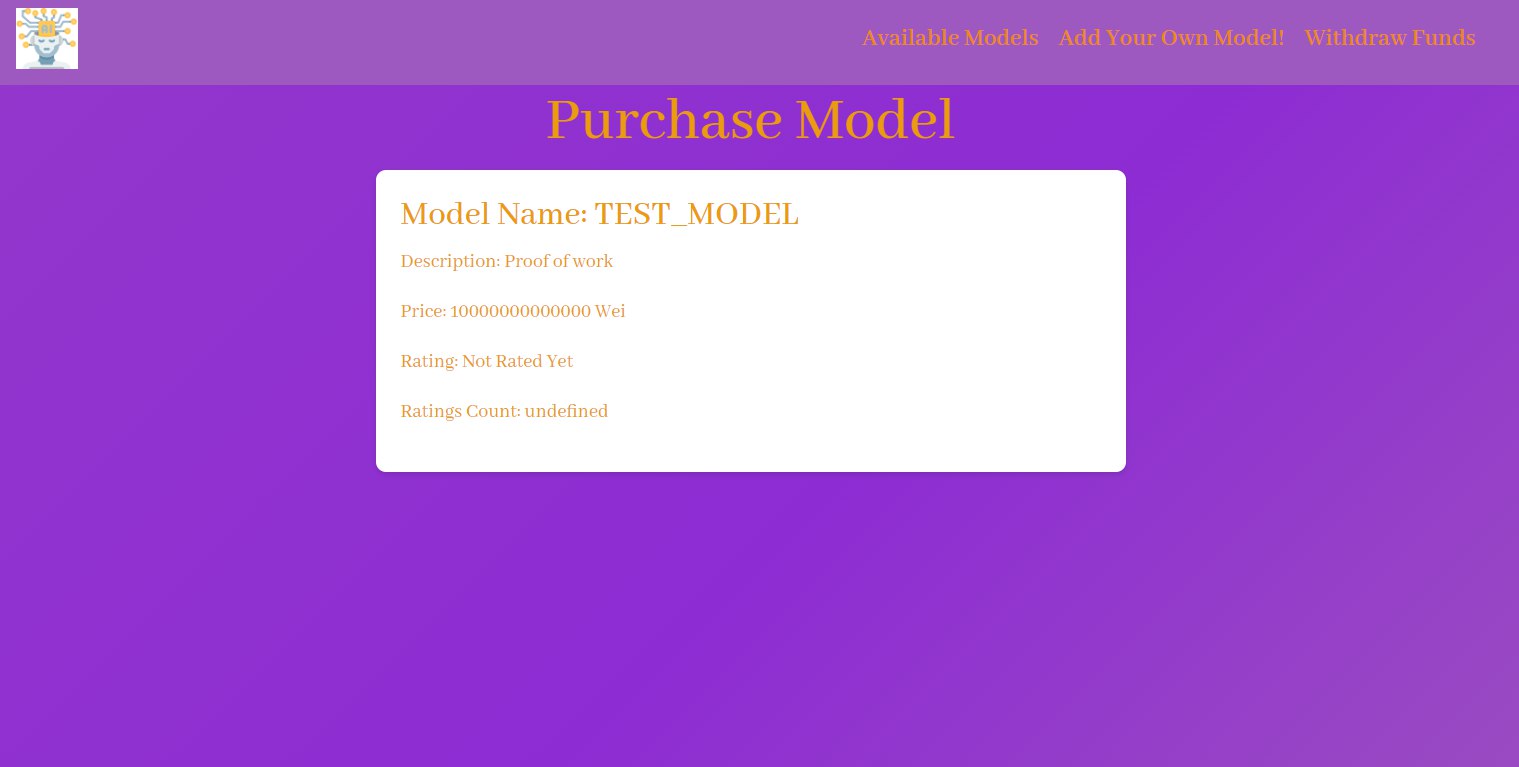 AI
Available Models Add Your Own Model! Withdraw Funds
Purchase Model
Model Name: TEST_MODEL
Description: Proof of work
Price: 10000000000000 Wei
Rating: Not Rated Yet
Ratings Count: undefined